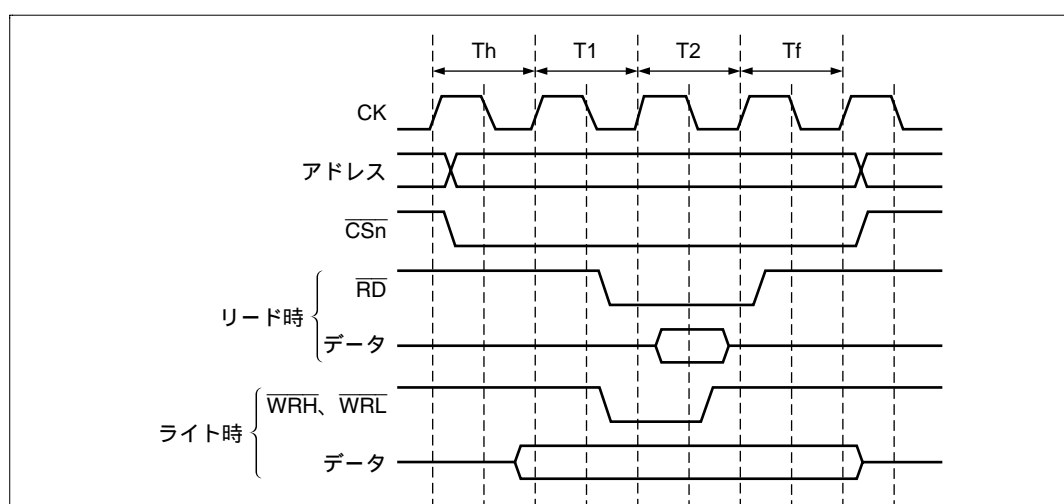 Th T1 T2 Tf
CK
アドレス
CSn
RD
リード時
データ
WRH、WRL
ライト時
データ